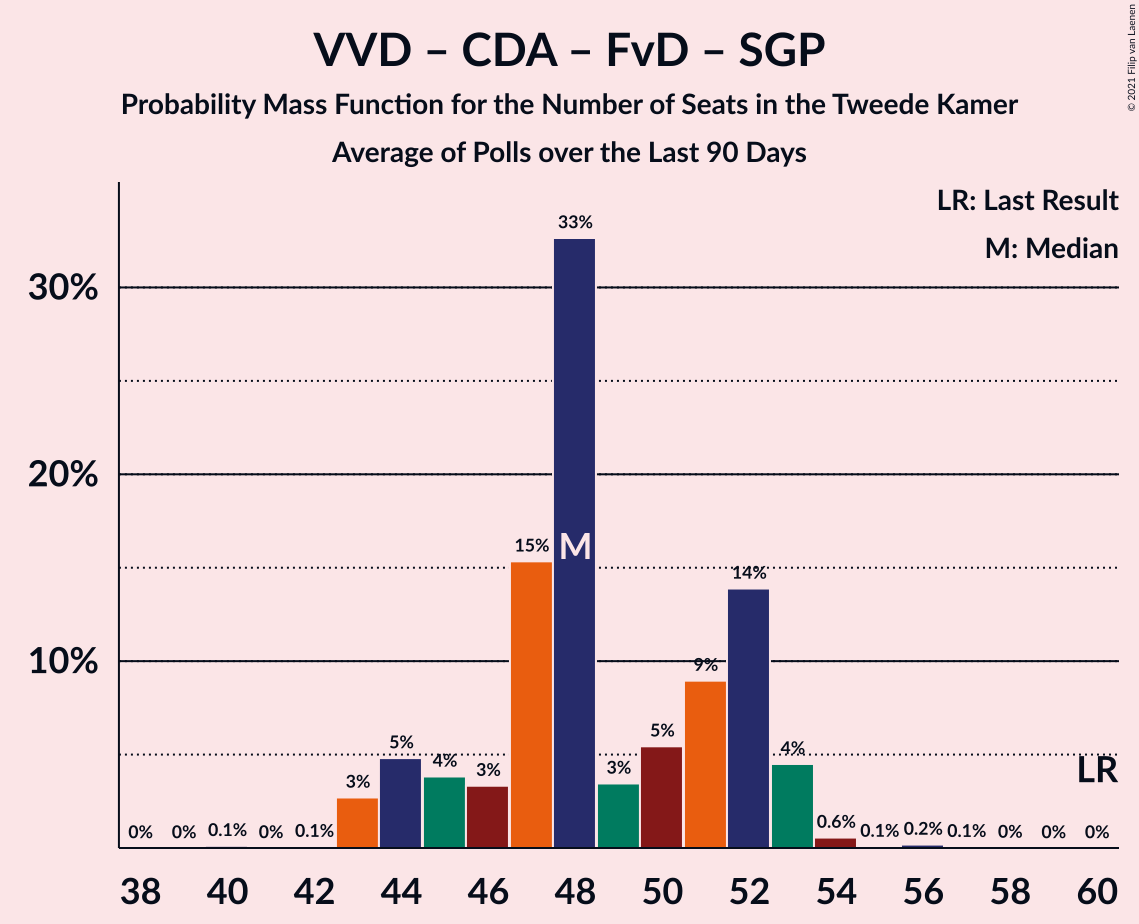 VVD – CDA – FvD – SGP
Probability Mass Function for the Number of Seats in the Tweede Kamer
Average of Polls over the Last 90 Days
© 2021 Filip van Laenen
LR: Last Result
M: Median
30%
20%
10%
0% 0% 0.1% 0% 0.1% 3% 5% 4% 3% 15% 33% 3% 5% 9% 14% 4% 0.6% 0.1% 0.2% 0.1% 0% 0% 0%
M
LR
38 40 42 44 46 48 50 52 54 56 58 60